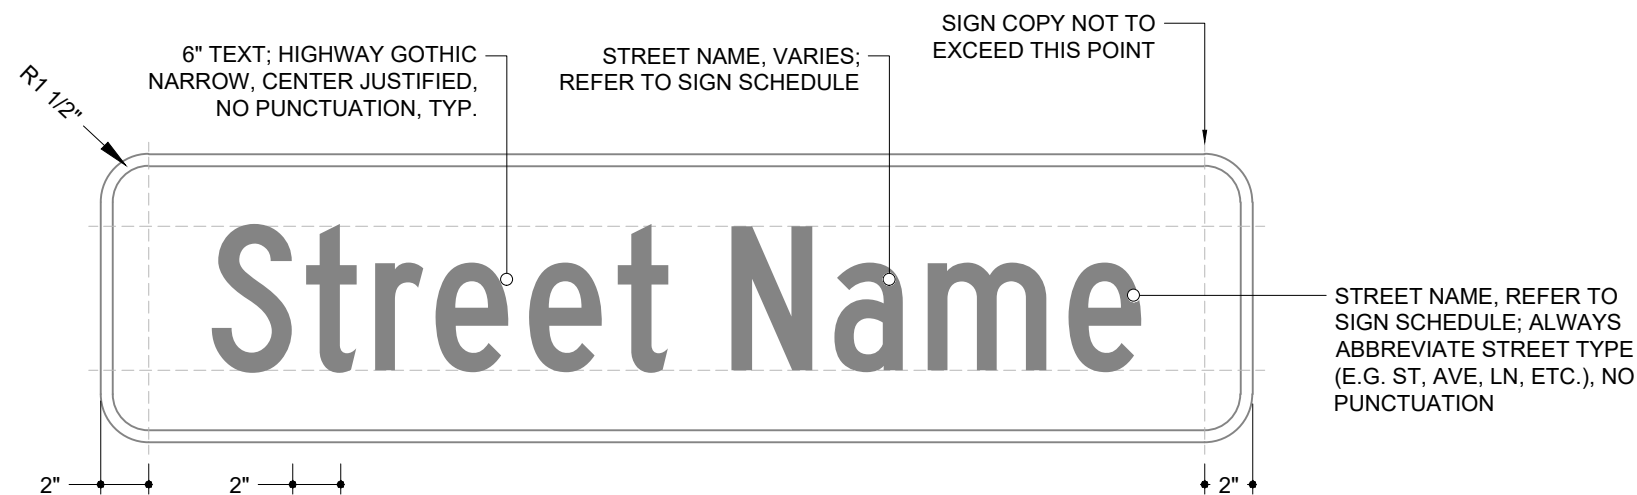 SIGN COPY NOT TO
EXCEED THIS POINT
6" TEXT; HIGHWAY GOTHIC
NARROW, CENTER JUSTIFIED,
NO PUNCTUATION, TYP.
STREET NAME, VARIES;
REFER TO SIGN SCHEDULE
R1 1/2"
Street Name
STREET NAME, REFER TO
SIGN SCHEDULE; ALWAYS
ABBREVIATE STREET TYPE
(E.G. ST, AVE, LN, ETC.), NO
PUNCTUATION
2"
2"
2"